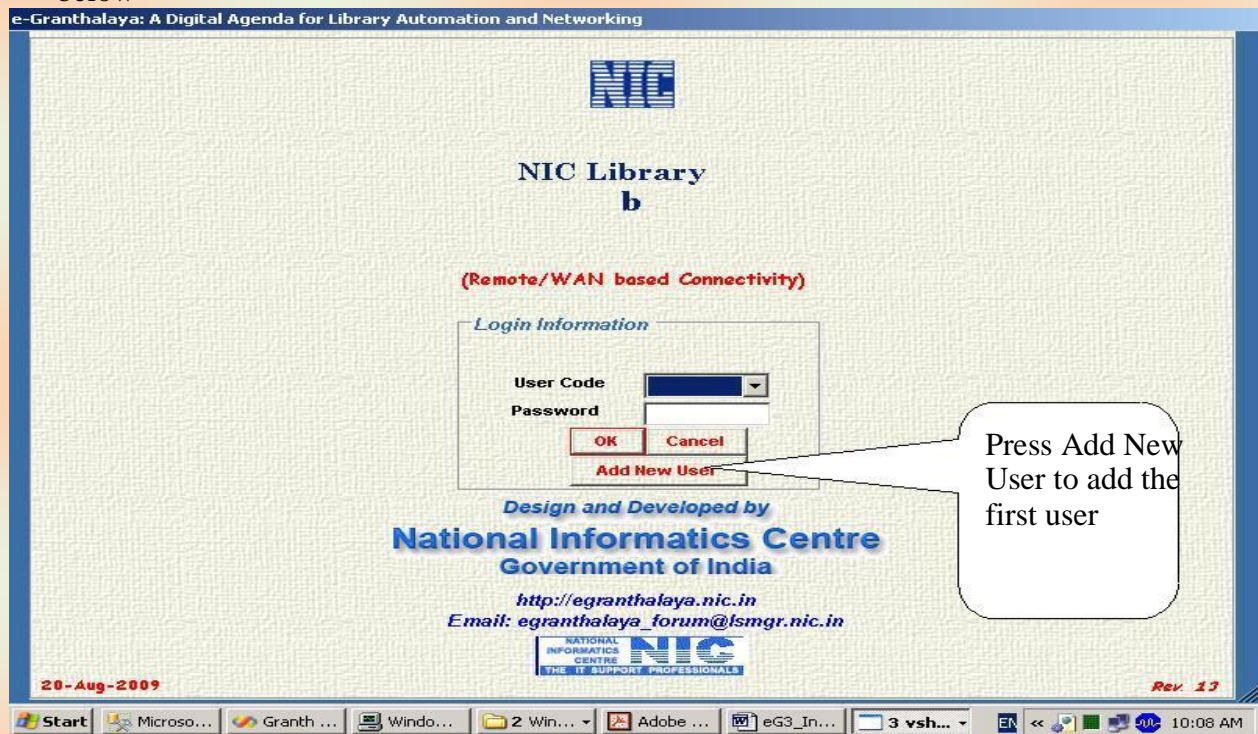 e-Granthalaya: A Digital Agenda for Library Automation and Networking
NIC
NIC Library
b
(Remote/WAN based Connectivity)
Login Information
User Code
Password
OK Cancel
Add New User
Press Add New
User to add the
first user
Design and Developed by
National Informatics Centre
Government of India
http://egranthalaya.nic.in
Email: egranthalaya_forum@lsmgr.nic.in
NATIONAL
INFORMATICS
CENTRE
NIC
THE IT SUPPORT PROFESSIONALS
20-Aug-2009
Rev. 13
Start Microso... Granth ... Windo... 2 Win... Adobe ... eG3_In... 3 vsh... EN « 10:08 AM